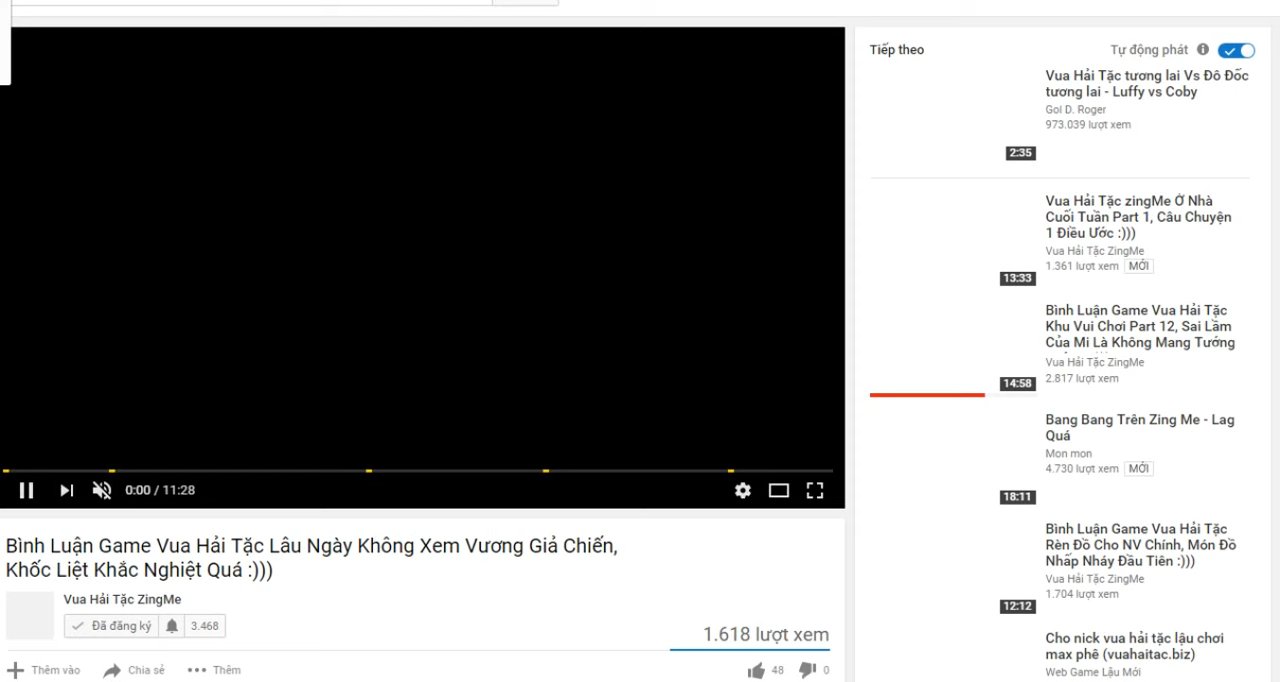 0:00 / 11:28
Bình Luận Game Vua Hải Tặc Lâu Ngày Không Xem Vương Giả Chiến,
Khốc Liệt Khắc Nghiệt Quá :)))
Vua Hải Tặc ZingMe
Đã đăng ký 3.468
1.618 lượt xem
Thêm vào Chia sẻ Thêm 48 0
Tiếp theo Tự động phát
Vua Hải Tặc tương lai Vs Đô Đốc
tương lai - Luffy vs Coby
Gol D. Roger
973.039 lượt xem
2:35
Vua Hải Tặc zingMe Ở Nhà
Cuối Tuần Part 1, Câu Chuyện
1 Điều Ước :)))
Vua Hải Tặc ZingMe
1.361 lượt xem MỚI
13:33
Bình Luận Game Vua Hải Tặc
Khu Vui Chơi Part 12, Sai Lầm
Của Mi Là Không Mang Tướng
Vua Hải Tặc ZingMe
2.817 lượt xem
14:58
Bang Bang Trên Zing Me - Lag
Quá
Mon mon
4.730 lượt xem MỚI
18:11
Bình Luận Game Vua Hải Tặc
Rèn Đồ Cho NV Chính, Món Đồ
Nhấp Nháy Đầu Tiên :)))
Vua Hải Tặc ZingMe
1.704 lượt xem
12:12
Cho nick vua hải tặc lậu chơi
max phê (vuahaitac.biz)
Web Game Lậu Mới